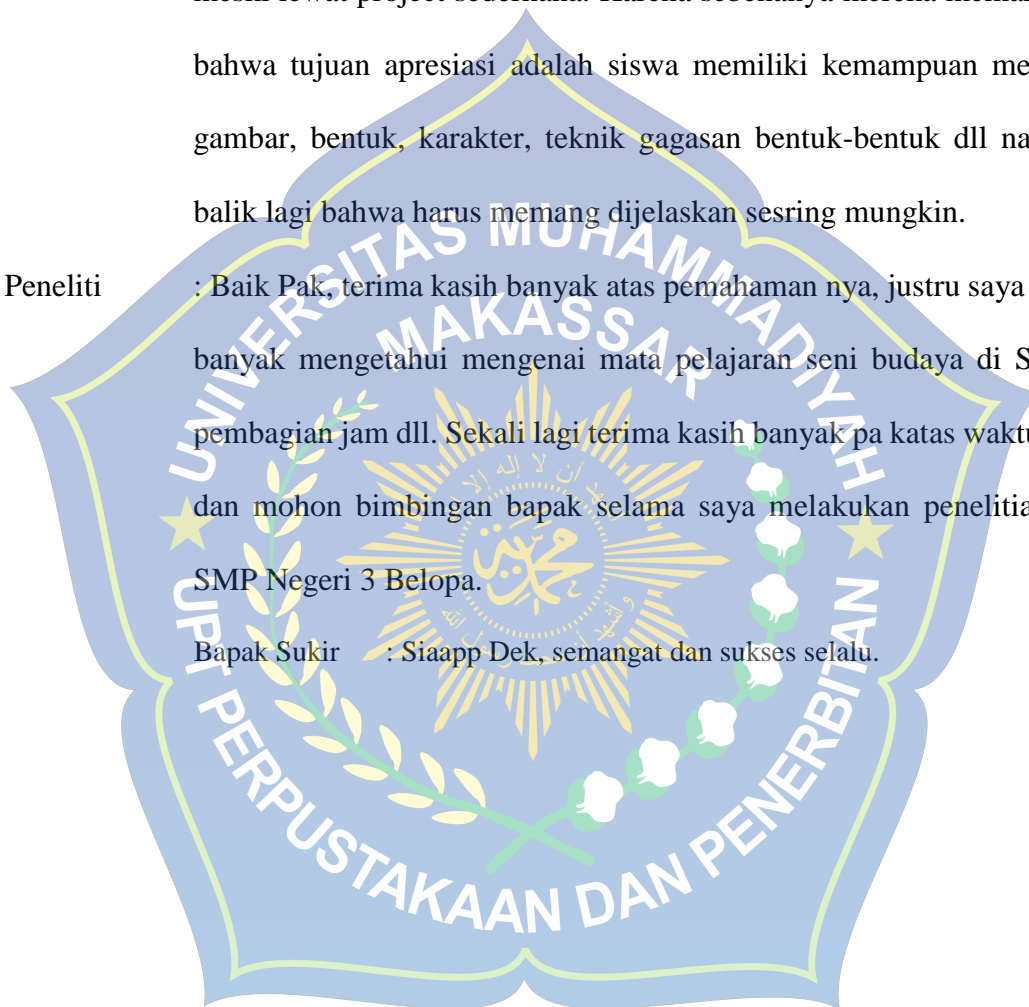 bahwa tujuan apresiasi adalah siswa memiliki kemampuan me
gambar, bentuk, karakter, teknik gagasan bentuk-bentuk dll na
balik lagi bahwa harus memang dijelaskan sesring mungkin.
Peneliti : Baik Pak, terima kasih banyak atas pemahaman nya, justru saya
banyak mengetahui mengenai mata pelajaran seni budaya di S
pembagian jam dll. Sekali lagi terima kasih banyak pa katas waktu
dan mohon bimbingan bapak selama saya melakukan penelitia
SMP Negeri 3 Belopa.
Bapak Sukir : Siaapp Dek, semangat dan sukses selalu.
UNIVERSITAS MUHAMMADIYAH
MAKASSAR
UPT PERPUSTAKAAN DAN PENERBITAN